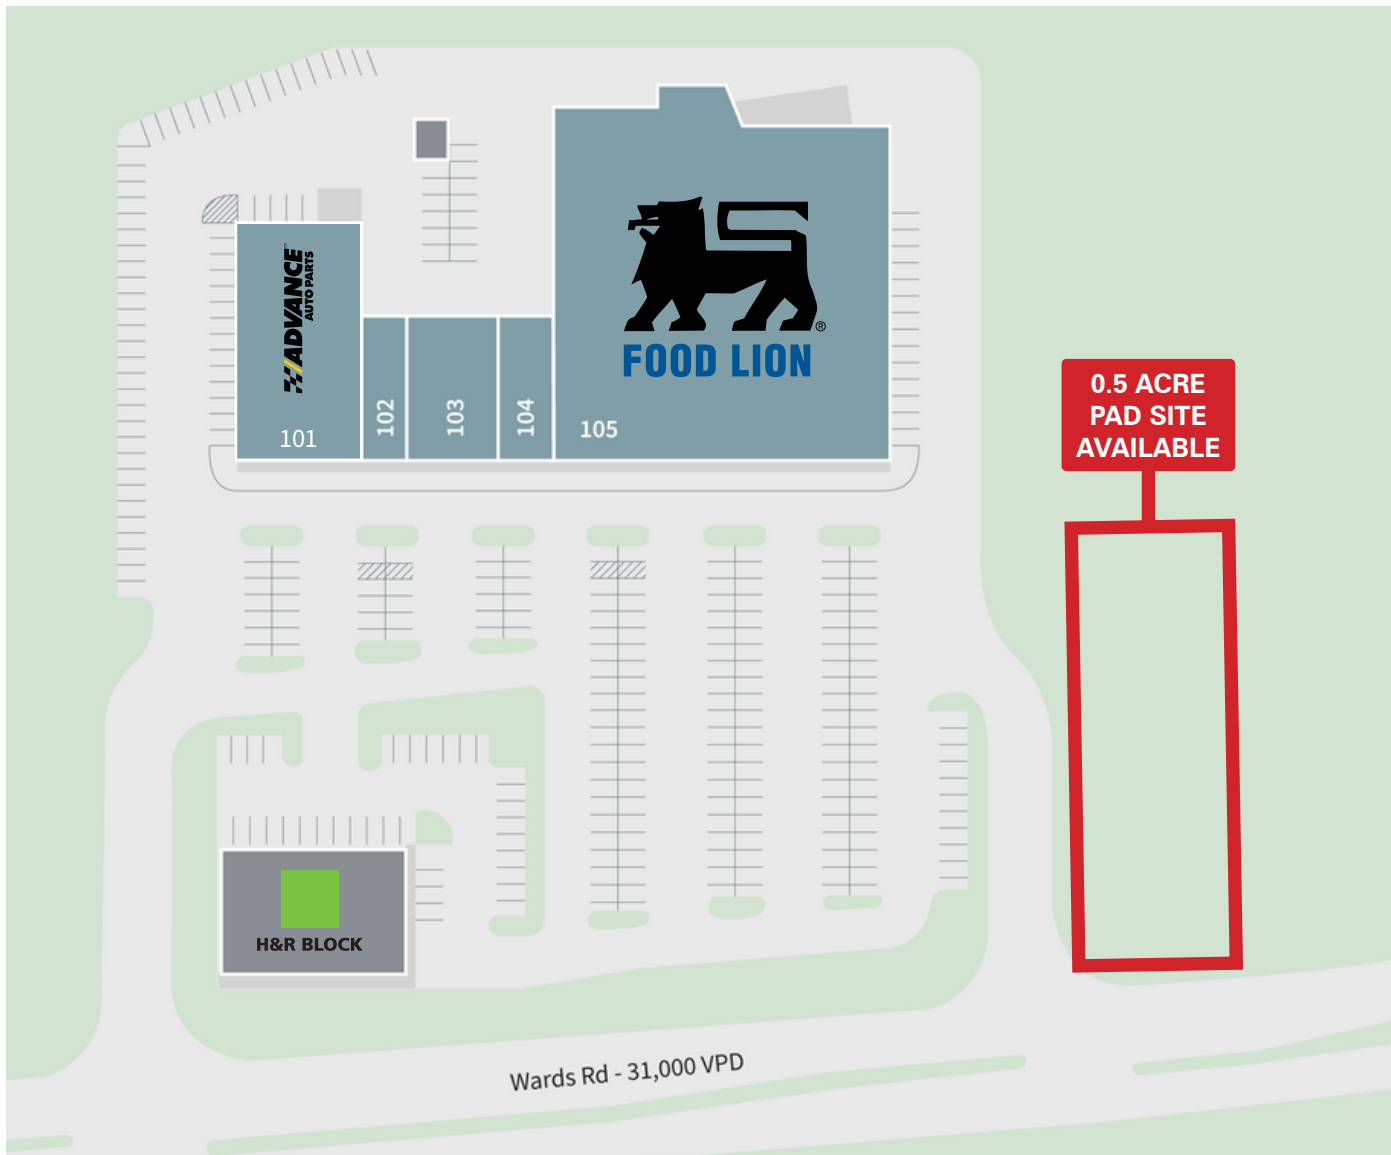 ADVANCE
AUTO PARTS
101
102
103
104
105
FOOD LION
®
0.5 ACRE
PAD SITE
AVAILABLE
H&R BLOCK
Wards Rd - 31,000 VPD